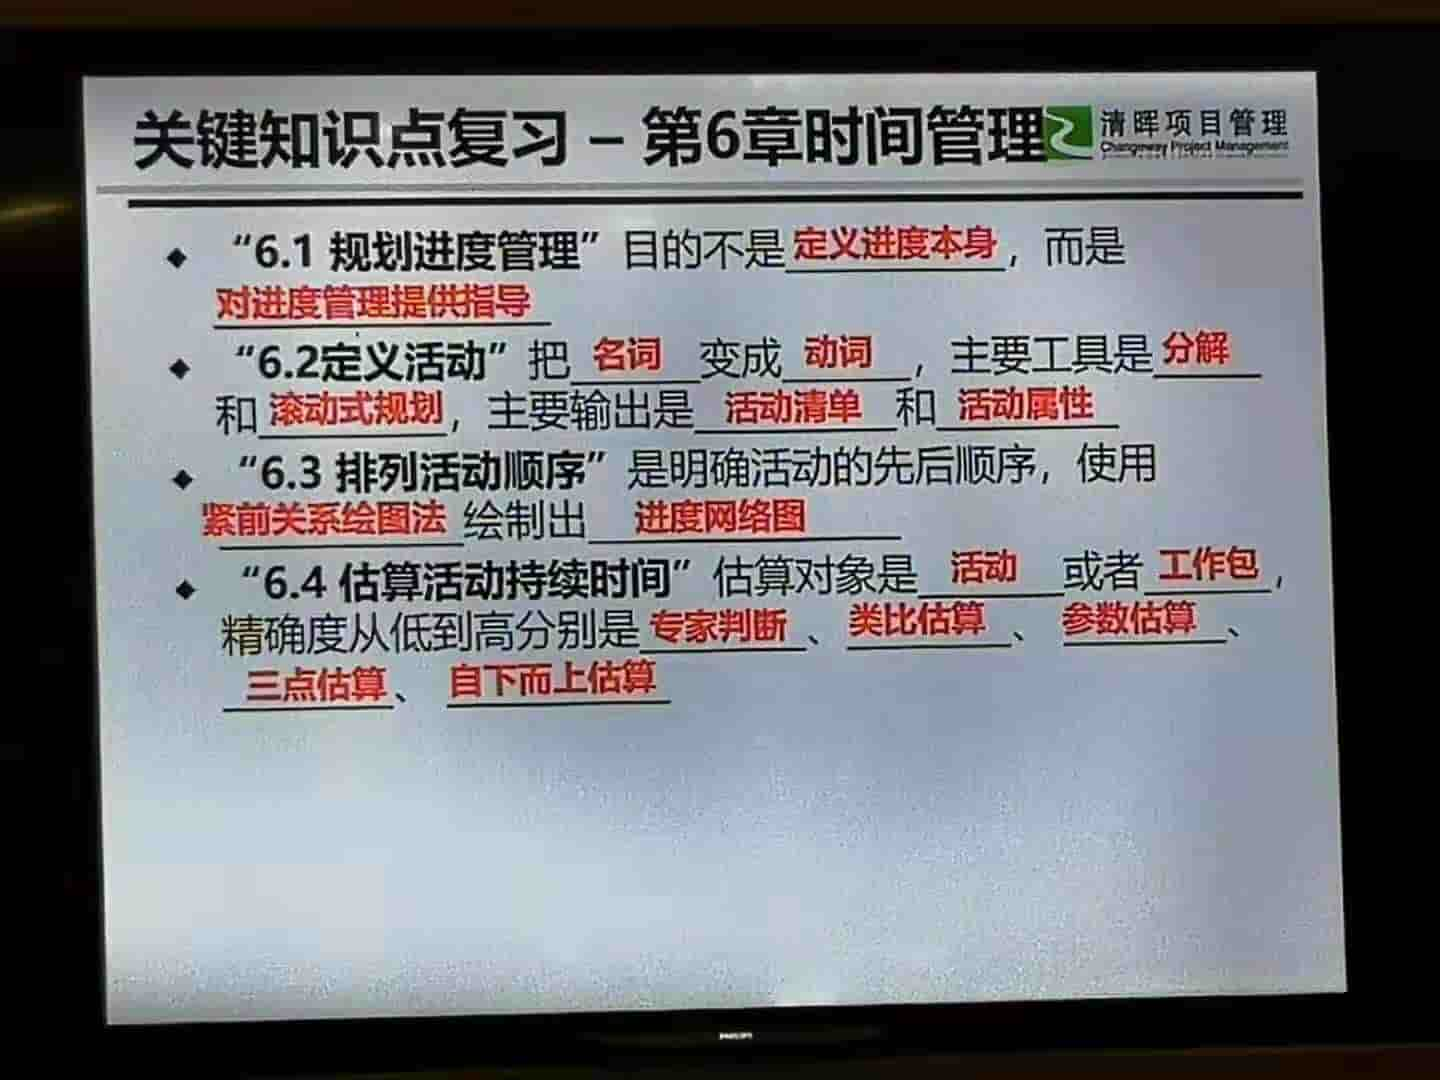 关键知识点复习 – 第6章时间管理
清晖项目管理
Changeway Project Management
◆ “6.1 规划进度管理”目的不是定义进度本身，而是
对进度管理提供指导
◆ “6.2定义活动”把 名词 变成 动词 ，主要工具是 分解
和 滚动式规划，主要输出是 活动清单 和 活动属性
◆ “6.3 排列活动顺序”是明确活动的先后顺序，使用
紧前关系绘图法 绘制出 进度网络图
◆ “6.4 估算活动持续时间”估算对象是 活动 或者 工作包，
精确度从低到高分别是 专家判断 、 类比估算 、 参数估算 、
三点估算 、 自下而上估算
PHILIPS